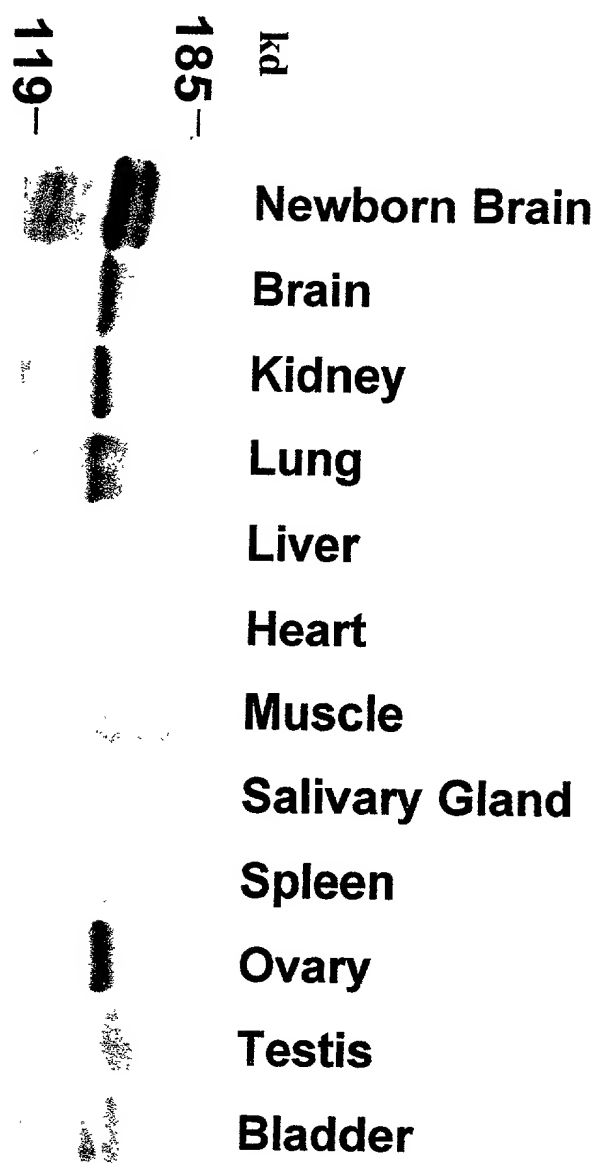 kd
185–
119–
Newborn Brain
Brain
Kidney
Lung
Liver
Heart
Muscle
Salivary Gland
Spleen
Ovary
Testis
Bladder